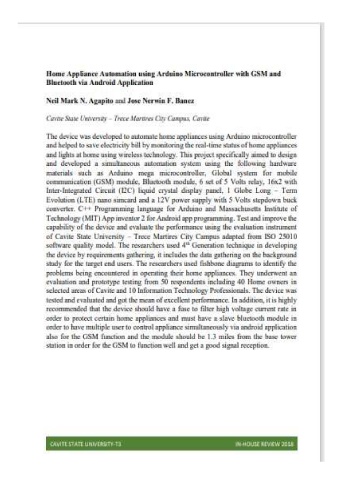 Home Appliance Automation using Arduino Microcontroller with GSM and
Bluetooth via Android Application
Neil Mark N. Agapito and Jose Nerwin F. Banez
Cavite State University – Trece Martires City Campus, Cavite
The device was developed to automate home appliances using Arduino microcontroller
and helped to save electricity bill by monitoring the real-time status of home appliances
and lights at home using wireless technology. This project specifically aimed to design
and developed a simultaneous automation system using the following hardware
materials such as Arduino mega microcontroller, Global system for mobile
communication (GSM) module, Bluetooth module, 6 set of 5 Volts relay, 16x2 with
Inter-Integrated Circuit (I2C) liquid crystal display panel, 1 Globe Long – Term
Evolution (LTE) nano simcard and a 12V power supply with 5 Volts stepdown buck
converter. C++ Programming language for Arduino and Massachusetts Institute of
Technology (MIT) App inventor 2 for Android app programming. Test and improve the
capability of the device and evaluate the performance using the evaluation instrument
of Cavite State University – Trece Martires City Campus adapted from ISO 25010
software quality model. The researchers used 4th Generation technique in developing
the device by requirements gathering, it includes the data gathering on the background
study for the target end users. The researchers used fishbone diagrams to identify the
problems being encountered in operating their home appliances. They underwent an
evaluation and prototype testing from 50 respondents including 40 Home owners in
selected areas of Cavite and 10 Information Technology Professionals. The device was
tested and evaluated and got the mean of excellent performance. In addition, it is highly
recommended that the device should have a fuse to filter high voltage current rate in
order to protect certain home appliances and must have a slave bluetooth module in
order to have multiple user to control appliance simultaneously via android application
also for the GSM function and the module should be 1.3 miles from the base tower
station in order for the GSM to function well and get a good signal reception.
CAVITE STATE UNIVERSITY-T3 IN-HOUSE REVIEW 2018